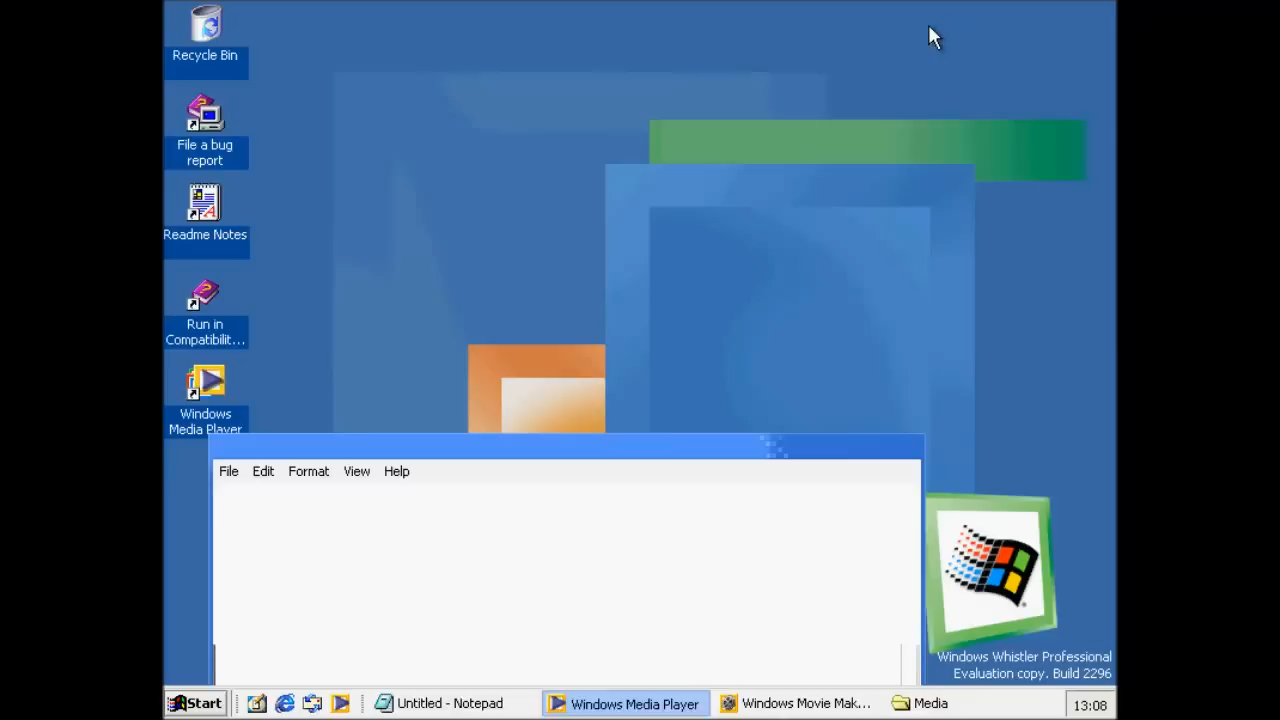 Recycle Bin
File a bug
report
Readme Notes
Run in
Compatibilit...
Windows
Media Player
File Edit Format View Help
Windows Whistler Professional
Evaluation copy. Build 2296
Start
Untitled - Notepad
Windows Media Player
Windows Movie Mak...
Media
13:08